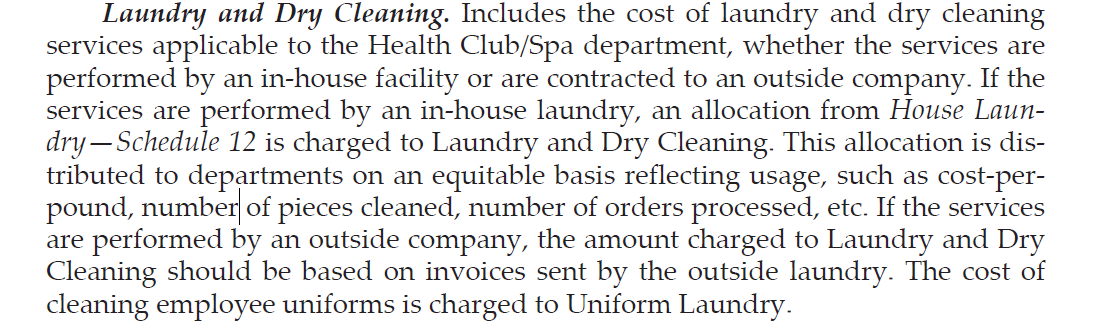 Laundry and Dry Cleaning. Includes the cost of laundry and dry cleaning
services applicable to the Health Club/Spa department, whether the services are
performed by an in-house facility or are contracted to an outside company. If the
services are performed by an in-house laundry, an allocation from House Laun-
dry—Schedule 12 is charged to Laundry and Dry Cleaning. This allocation is dis-
tributed to departments on an equitable basis reflecting usage, such as cost-per-
pound, number of pieces cleaned, number of orders processed, etc. If the services
are performed by an outside company, the amount charged to Laundry and Dry
Cleaning should be based on invoices sent by the outside laundry. The cost of
cleaning employee uniforms is charged to Uniform Laundry.